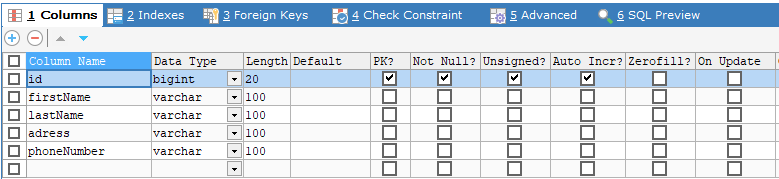 1 Columns 2 Indexes 3 Foreign Keys 4 Check Constraint 5 Advanced 6 SQL Preview
Column Name Data Type Length Default PK? Not Null? Unsigned? Auto Incr? Zerofill? On Update
id bigint 20
firstName varchar 100
lastName varchar 100
adress varchar 100
phoneNumber varchar 100